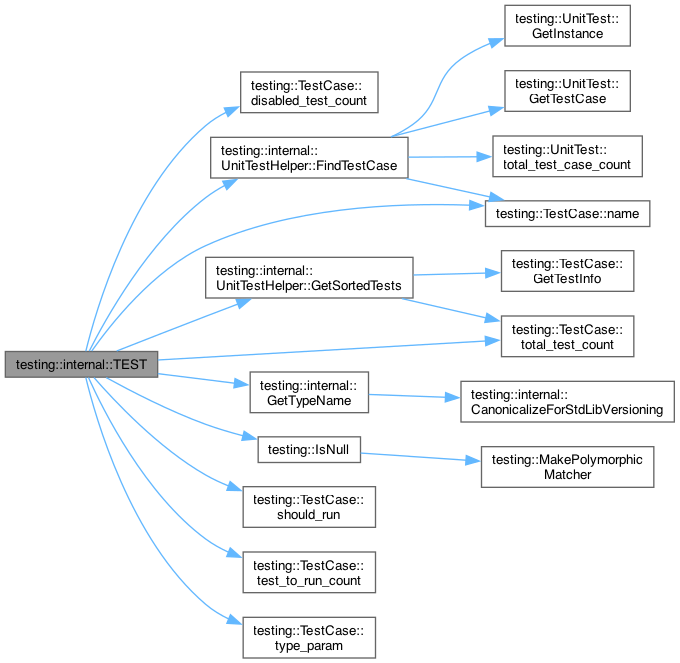 testing::UnitTest::
GetInstance
testing::TestCase::
disabled_test_count
testing::UnitTest::
GetTestCase
testing::internal::
UnitTestHelper::FindTestCase
testing::UnitTest::
total_test_case_count
testing::TestCase::name
testing::internal::
UnitTestHelper::GetSortedTests
testing::TestCase::
GetTestInfo
testing::TestCase::
total_test_count
testing::internal::TEST
testing::internal::
GetTypeName
testing::internal::
CanonicalizeForStdLibVersioning
testing::IsNull
testing::MakePolymorphic
Matcher
testing::TestCase::
should_run
testing::TestCase::
test_to_run_count
testing::TestCase::
type_param